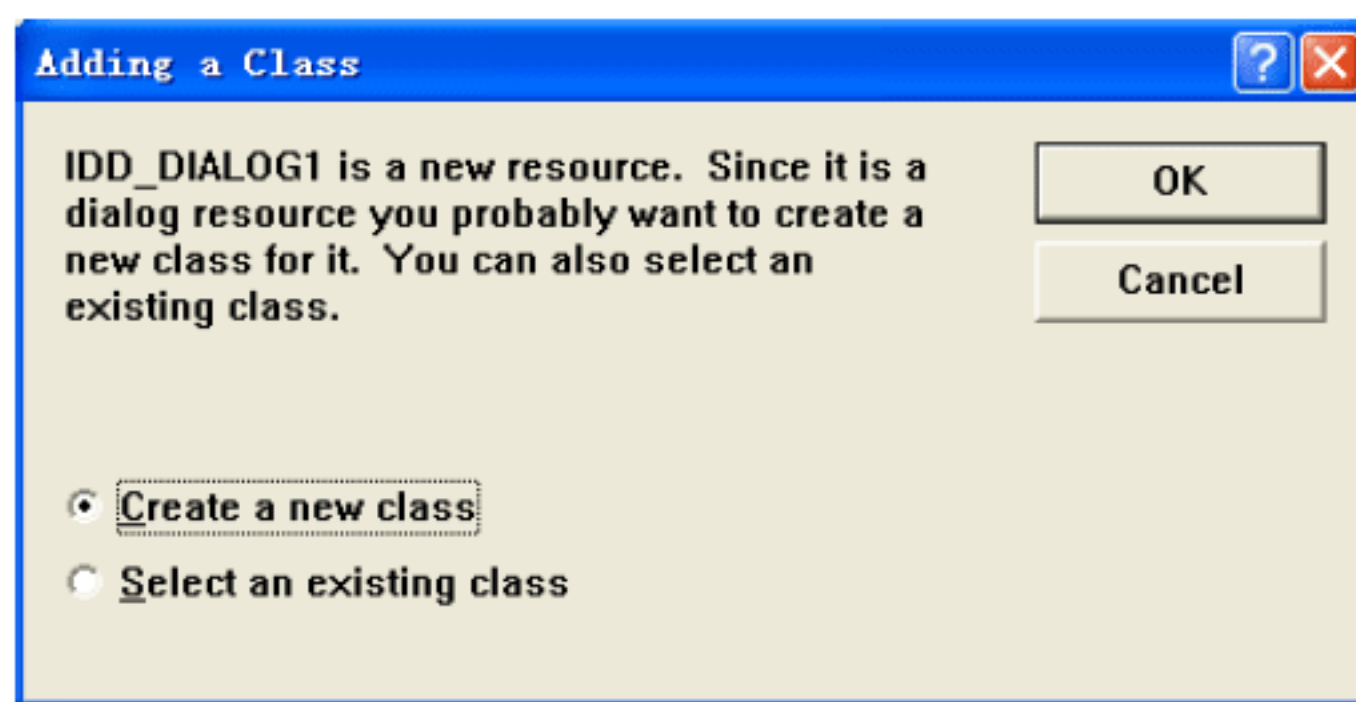 Adding a Class
IDD_DIALOG1 is a new resource. Since it is a
dialog resource you probably want to create a
new class for it. You can also select an
existing class.
OK
Cancel
Create a new class
Select an existing class